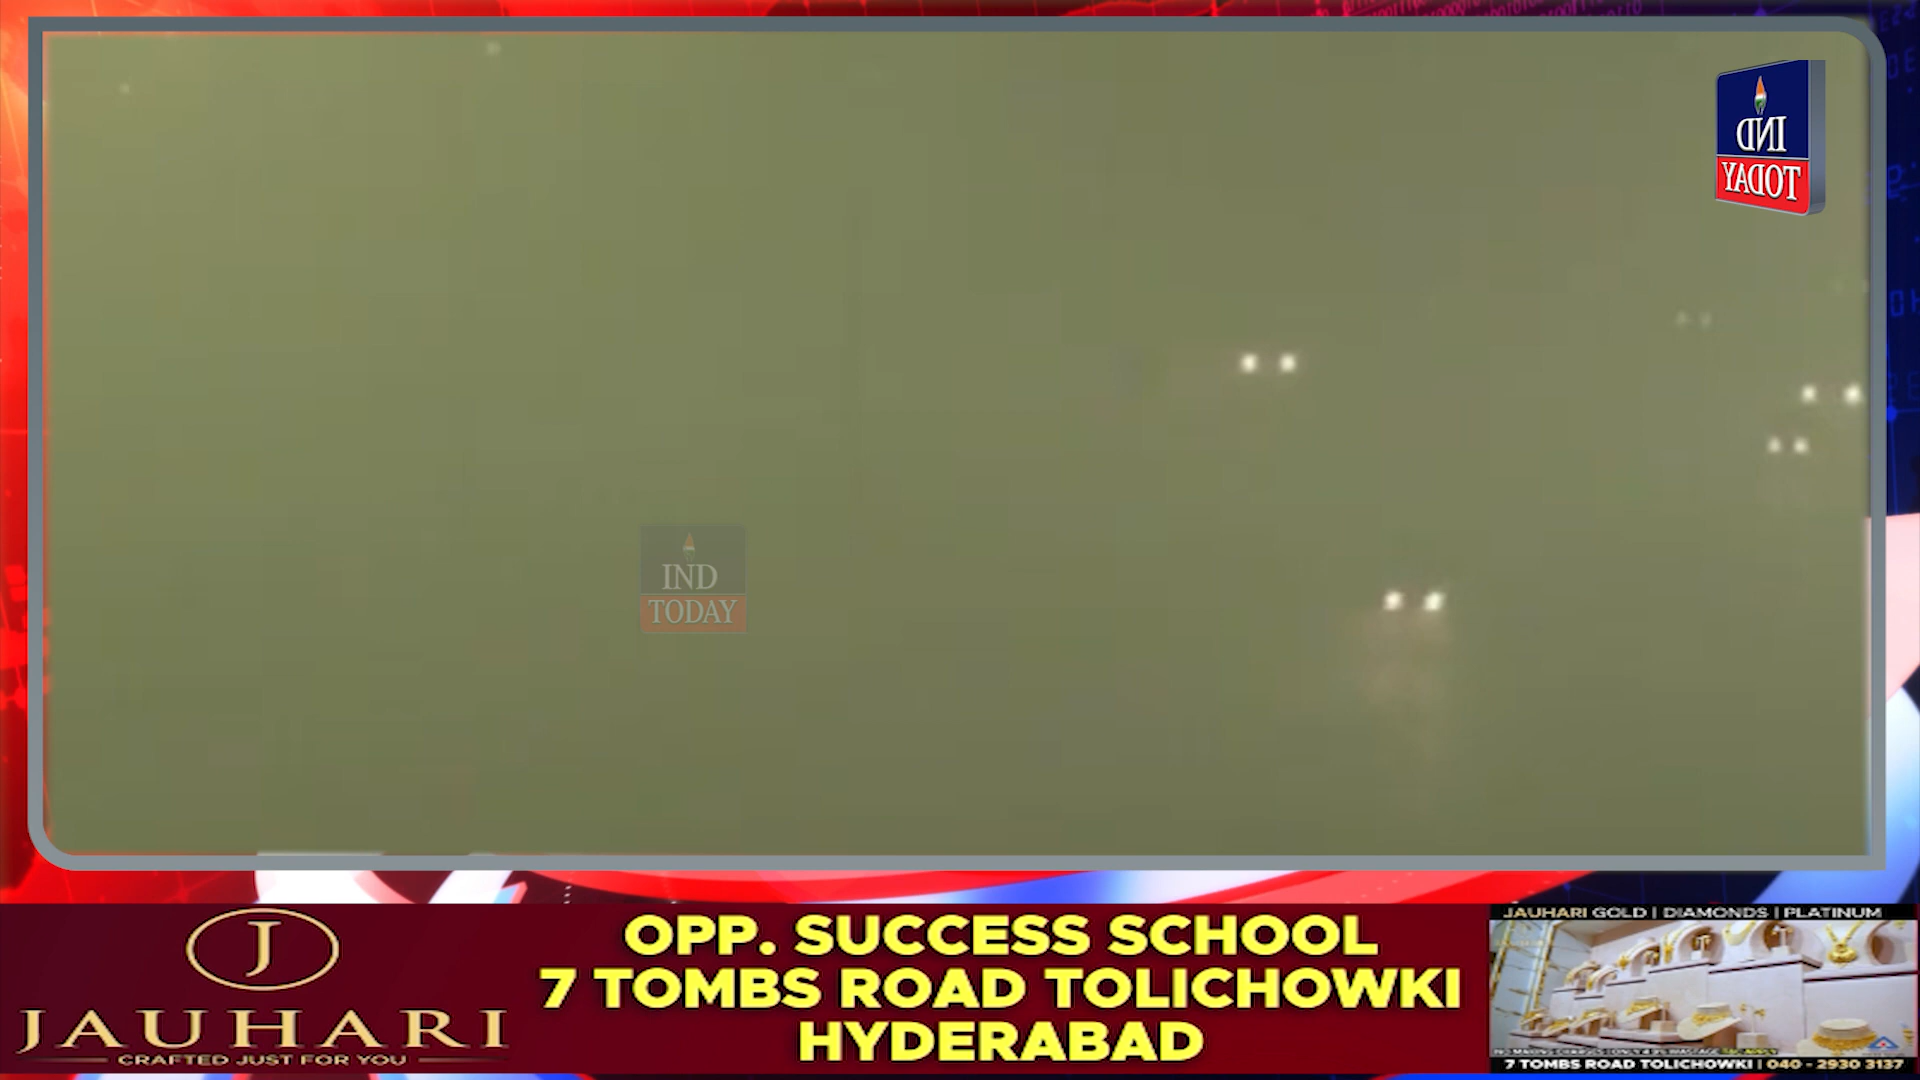 IND
TODAY
IND
TODAY
J
JAUHARI
CRAFTED JUST FOR YOU
OPP. SUCCESS SCHOOL
7 TOMBS ROAD TOLICHOWKI
HYDERABAD
JAUHARI GOLD | DIAMONDS | PLATINUM
7 TOMBS ROAD TOLICHOWKI | 040 - 2930 3137